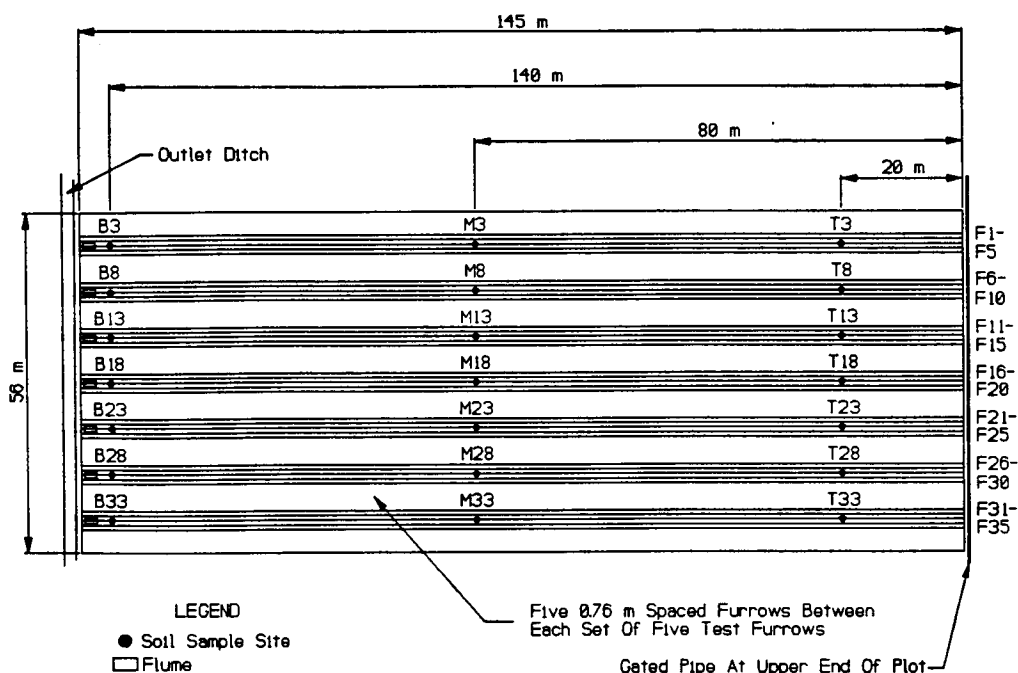 145 m
140 m
80 m
20 m
Outlet Ditch
56 m
B3 M3 T3
F1-
F5
B8 M8 T8
F6-
F10
B13 M13 T13
F11-
F15
B18 M18 T18
F16-
F20
B23 M23 T23
F21-
F25
B28 M28 T28
F26-
F30
B33 M33 T33
F31-
F35
LEGEND
Soil Sample Site
Flume
Five 0.76 m Spaced Furrows Between
Each Set Of Five Test Furrows
Gated Pipe At Upper End Of Plot